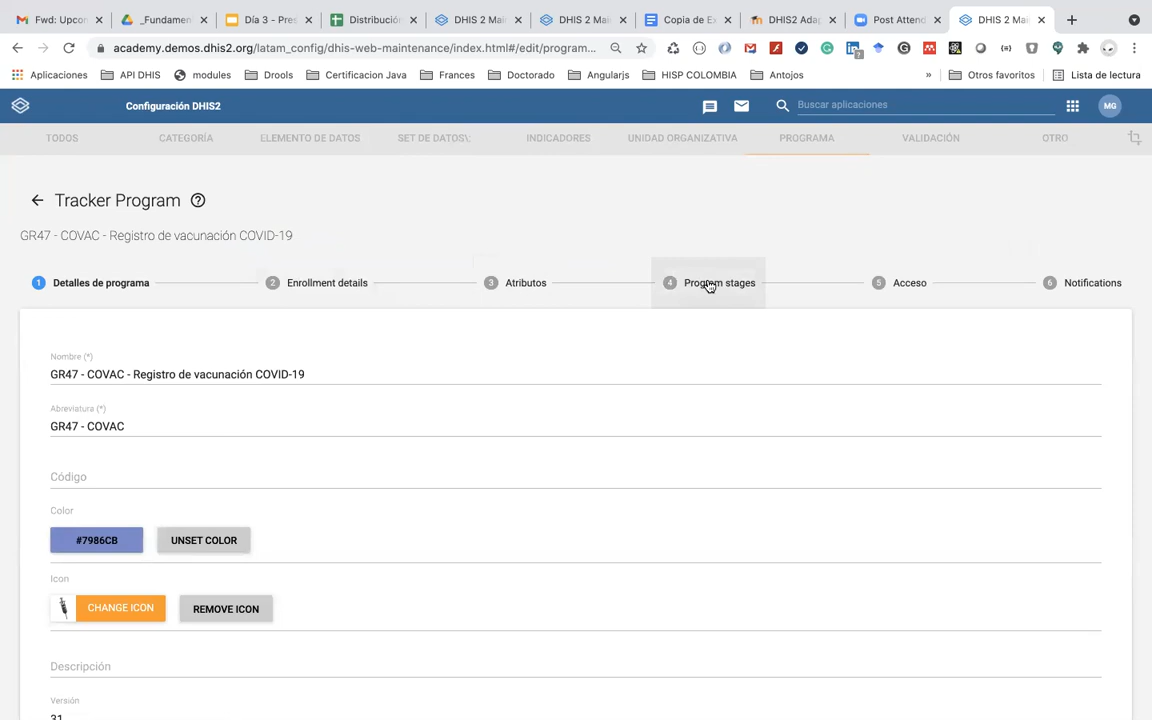 Fwd: Upcon
_Fundamen
Día 3 - Pres
Distribución
DHIS 2 Mai
DHIS 2 Mai
Copia de Ex
DHIS2 Adap
Post Attend
DHIS 2 Mai
academy.demos.dhis2.org/latam_config/dhis-web-maintenance/index.html#/edit/program...
Aplicaciones
API DHIS
modules
Drools
Certificacion Java
Frances
Doctorado
Angularjs
HISP COLOMBIA
Antojos
»
Otros favoritos
Lista de lectura
Configuración DHIS2
Buscar aplicaciones
MG
TODOS
CATEGORÍA
ELEMENTO DE DATOS
SET DE DATOS\;
INDICADORES
UNIDAD ORGANIZATIVA
PROGRAMA
VALIDACIÓN
OTRO
Tracker Program
GR47 - COVAC - Registro de vacunación COVID-19
1 Detalles de programa
2 Enrollment details
3 Atributos
4 Program stages
5 Acceso
6 Notifications
Nombre (*)
GR47 - COVAC - Registro de vacunación COVID-19
Abreviatura (*)
GR47 - COVAC
Código
Color
#7986CB
UNSET COLOR
Icon
CHANGE ICON
REMOVE ICON
Descripción
Versión
31